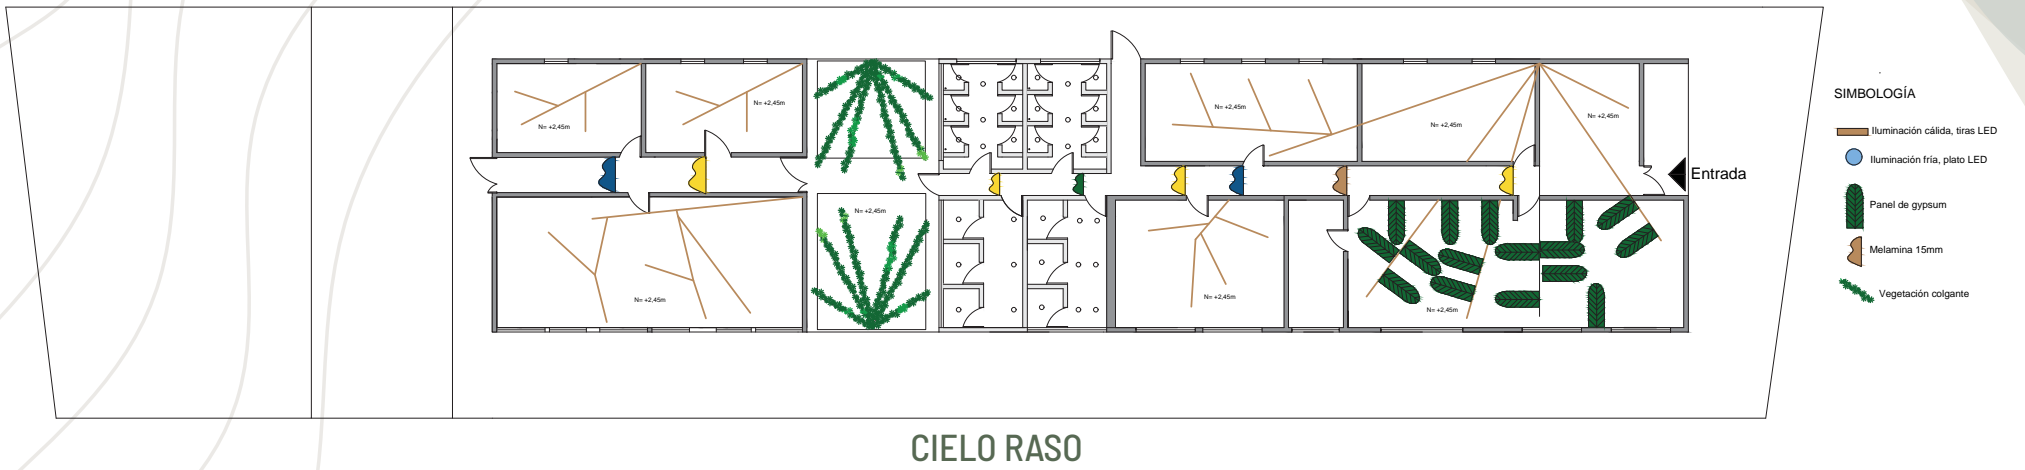 N= +2,45m
N= +2,45m
N= +2,45m
N= +2,45m
N= +2,45m
N= +2,45m
N= +2,45m
N= +2,45m
N= +2,45m
Entrada
SIMBOLOGÍA
Iluminación cálida, tiras LED
Iluminación fría, plato LED
Panel de gypsum
Melamina 15mm
Vegetación colgante
CIELO RASO